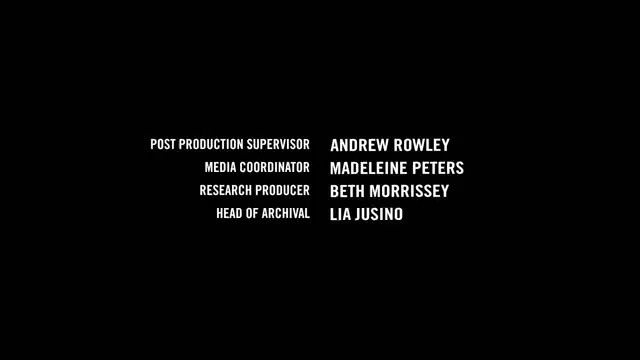 POST PRODUCTION SUPERVISOR ANDREW ROWLEY
MEDIA COORDINATOR MADELEINE PETERS
RESEARCH PRODUCER BETH MORRISSEY
HEAD OF ARCHIVAL LIA JUSINO